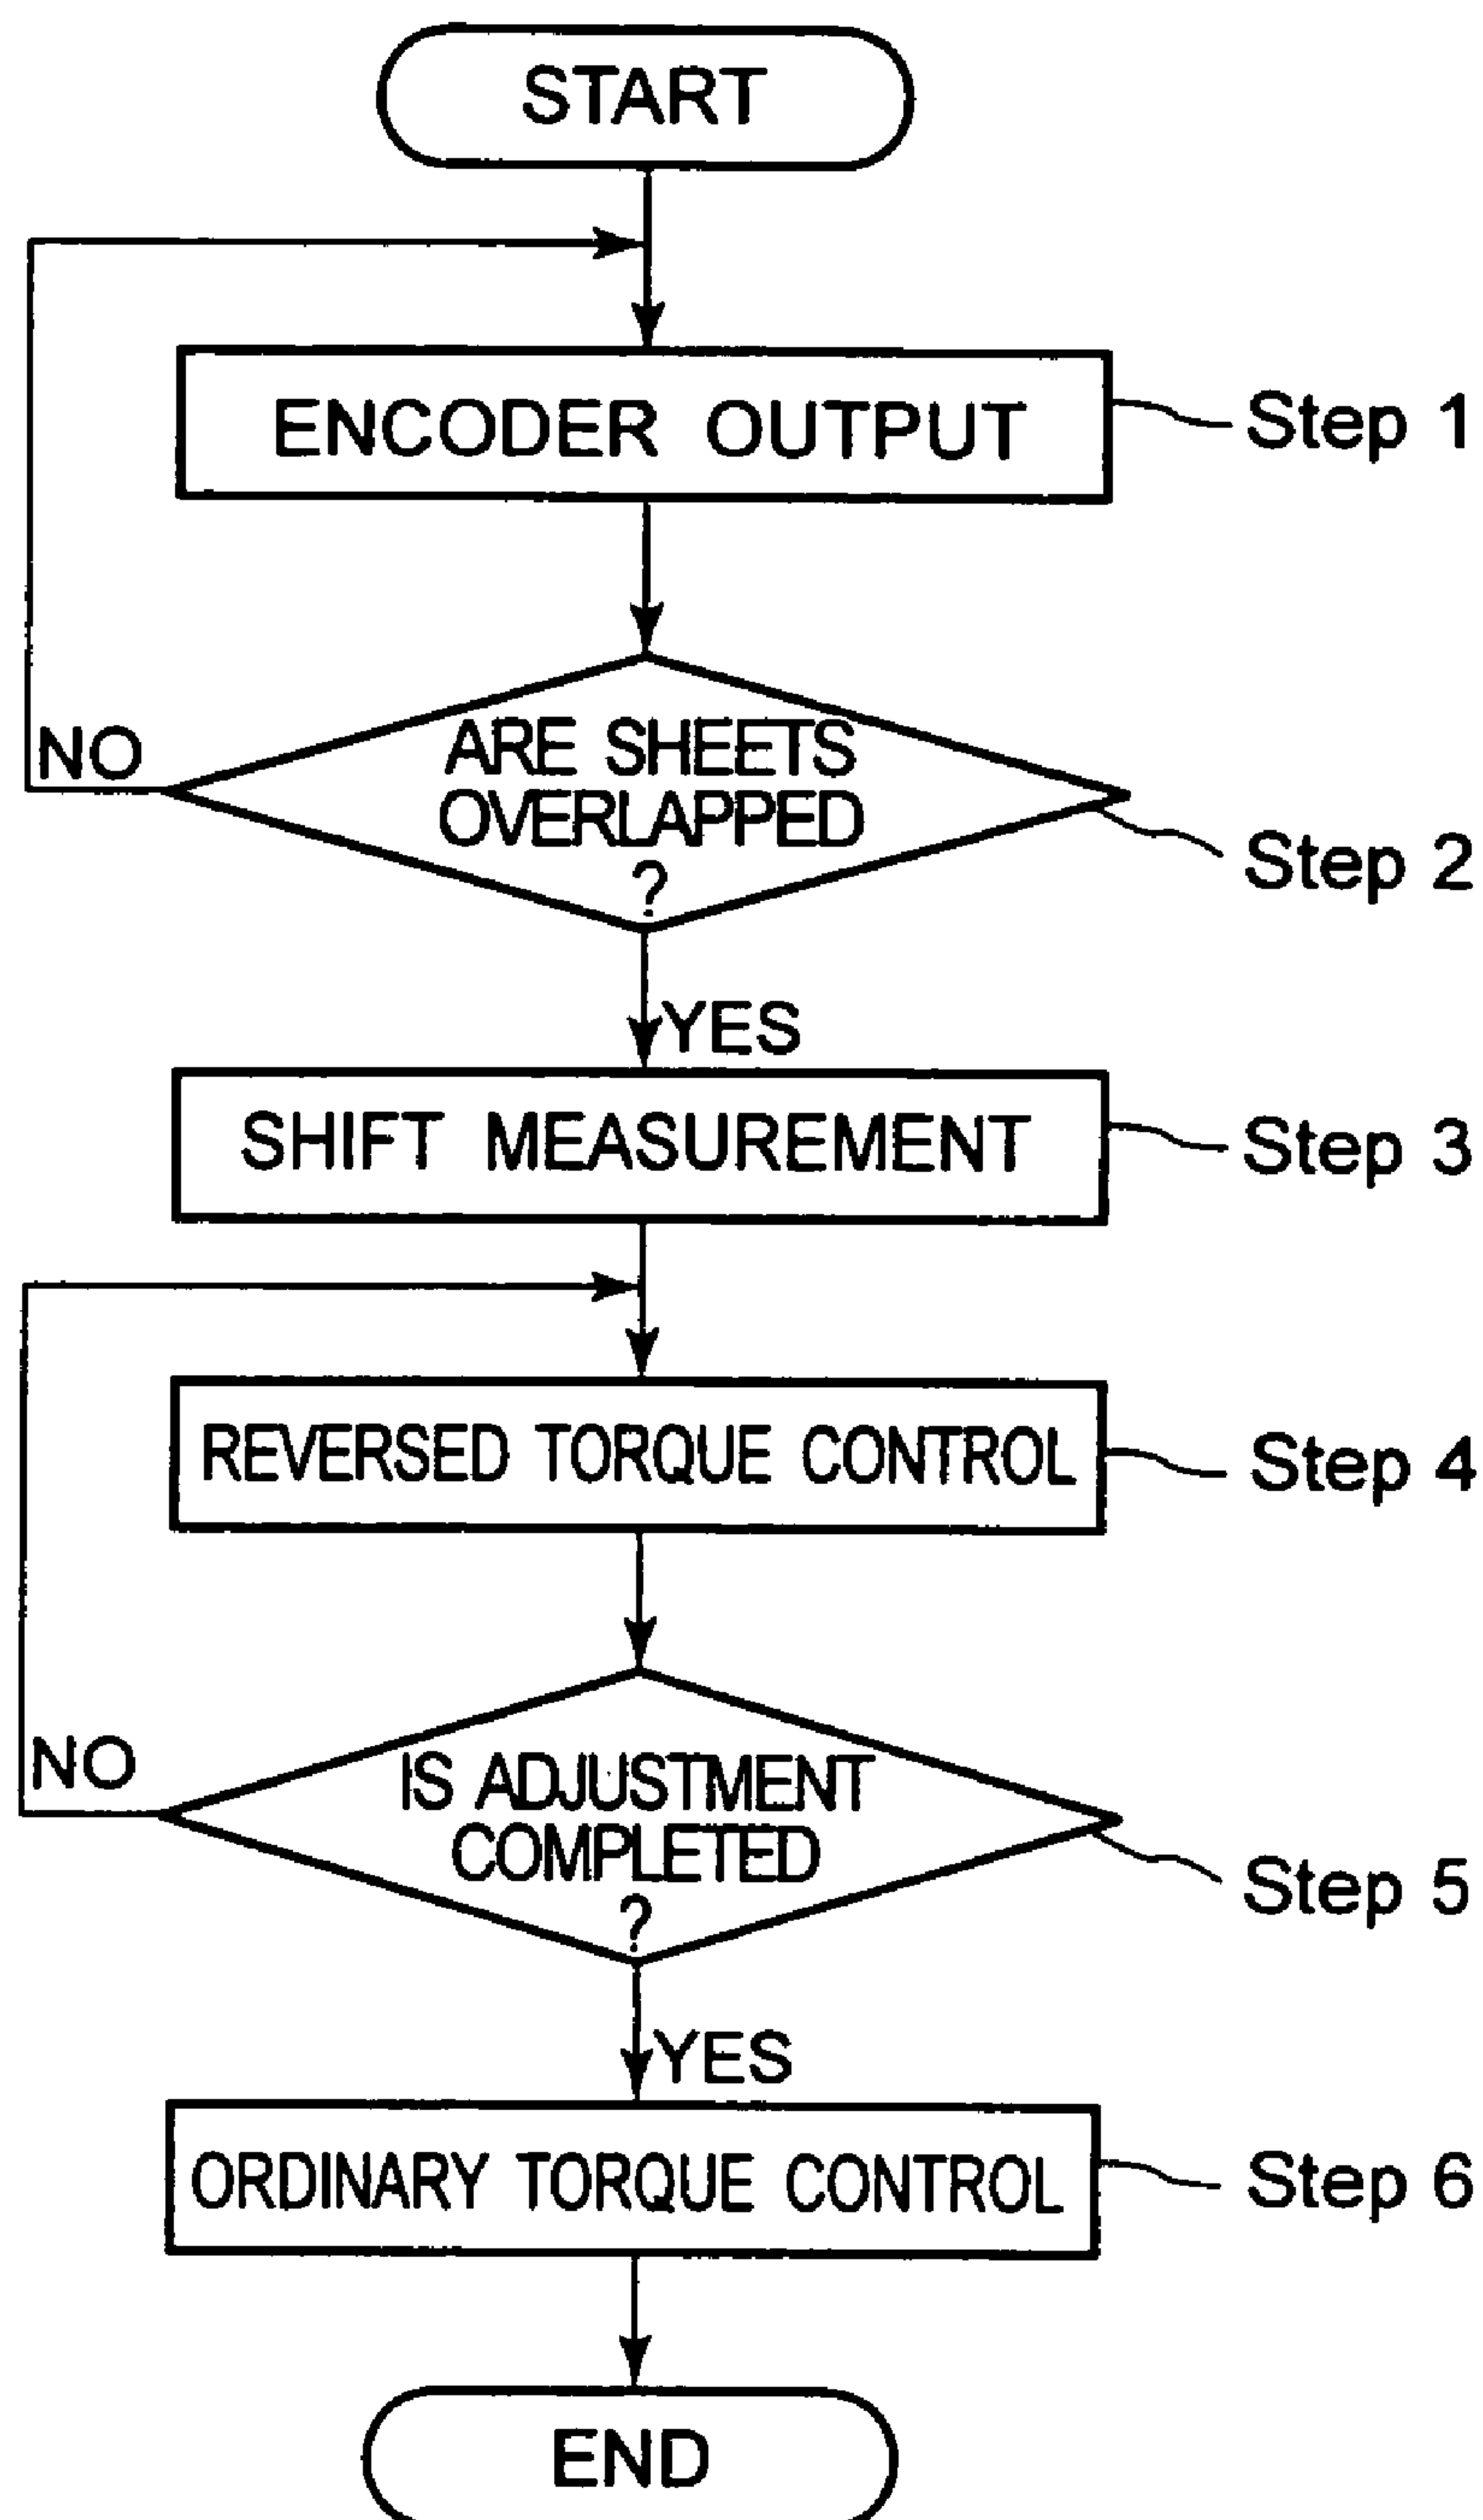 START
ENCODER OUTPUT
Step 1
ARE SHEETS
OVERLAPPED
?
NO
Step 2
YES
SHIFT MEASUREMENT
Step 3
REVERSED TORQUE CONTROL
Step 4
IS ADJUSTMENT
COMPLETED
?
NO
Step 5
YES
ORDINARY TORQUE CONTROL
Step 6
END